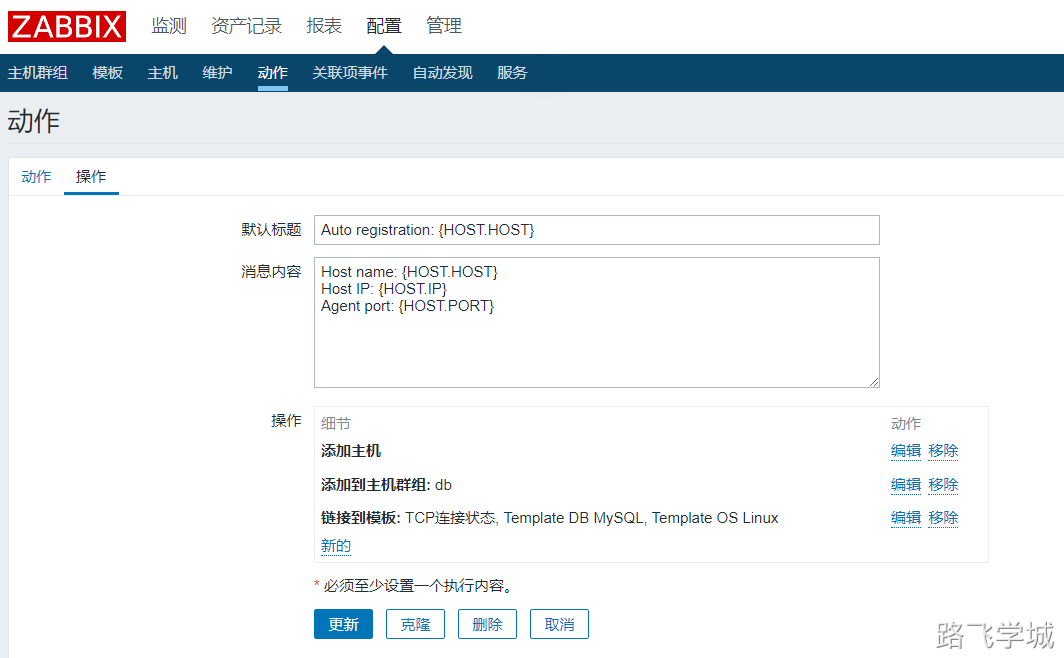 ZABBIX 监测 资产记录 报表 配置 管理
主机群组 模板 主机 维护 动作 关联项事件 自动发现 服务
动作
动作 操作
默认标题 Auto registration: {HOST.HOST}
消息内容 Host name: {HOST.HOST}
Host IP: {HOST.IP}
Agent port: {HOST.PORT}
操作 细节 动作
添加主机 编辑 移除
添加到主机群组: db 编辑 移除
链接到模板: TCP连接状态, Template DB MySQL, Template OS Linux 编辑 移除
新的
* 必须至少设置一个执行内容。
更新 克隆 删除 取消
路飞学城